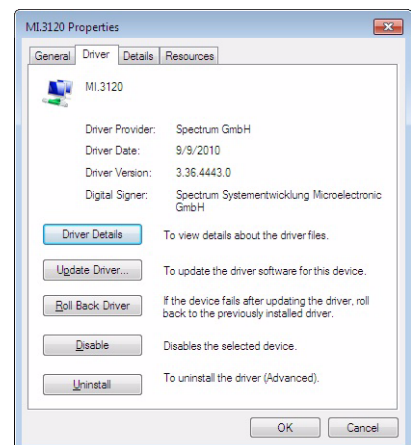 MI.3120 Properties
General Driver Details Resources
MI.3120
Driver Provider: Spectrum GmbH
Driver Date: 9/9/2010
Driver Version: 3.36.4443.0
Digital Signer: Spectrum Systementwicklung Microelectronic
GmbH
Driver Details To view details about the driver files.
Update Driver... To update the driver software for this device.
Roll Back Driver If the device fails after updating the driver, roll
back to the previously installed driver.
Disable Disables the selected device.
Uninstall To uninstall the driver (Advanced).
OK Cancel